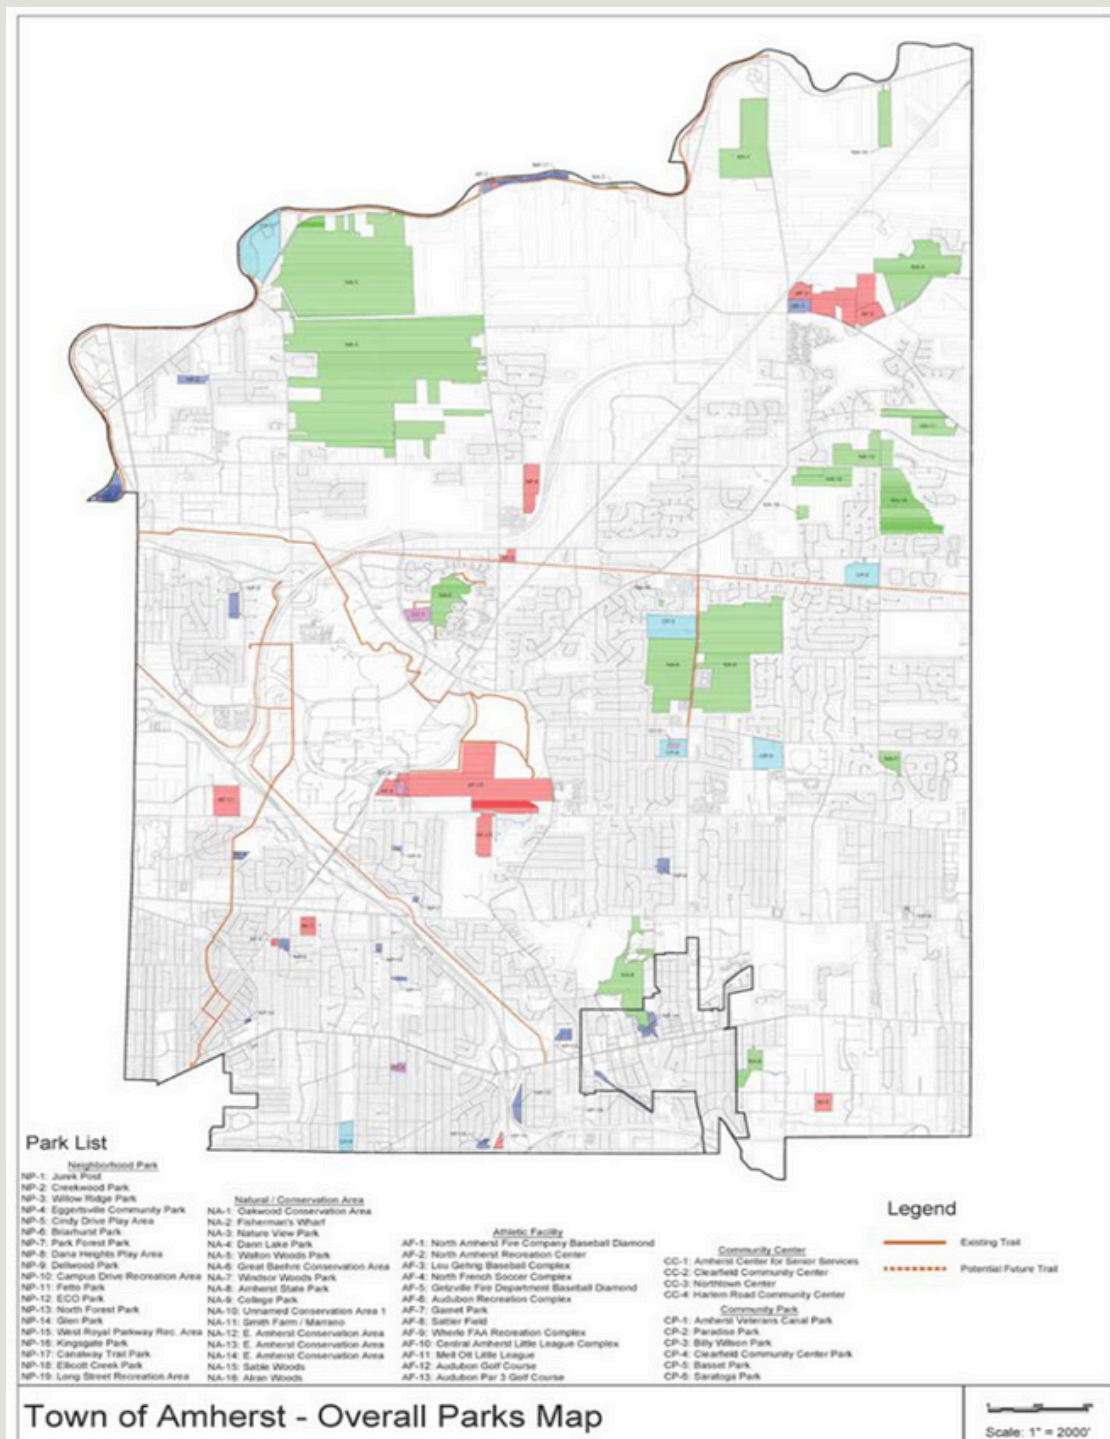 Park List
Neighborhood Park
NP-1: Jurek Post
NP-2: Creekwood Park
NP-3: Willow Ridge Park
NP-4: Eggertsville Community Park
NP-5: Cindy Drive Play Area
NP-6: Briarhurst Park
NP-7: Park Forest Park
NP-8: Dana Heights Play Area
NP-9: Dellwood Park
NP-10: Campus Drive Recreation Area
NP-11: Fetto Park
NP-12: ECO Park
NP-13: North Forest Park
NP-14: Glen Park
NP-15: West Royal Parkway Rec. Area
NP-16: Kingsgate Park
NP-17: Canalway Trail Park
NP-18: Ellicott Creek Park
NP-19: Long Street Recreation Area
Natural / Conservation Area
NA-1: Oakwood Conservation Area
NA-2: Fisherman's Wharf
NA-3: Nature View Park
NA-4: Dann Lake Park
NA-5: Walton Woods Park
NA-6: Great Baehre Conservation Area
NA-7: Windsor Woods Park
NA-8: Amherst State Park
NA-9: College Park
NA-10: Unnamed Conservation Area 1
NA-11: Smith Farm / Marrano
NA-12: E. Amherst Conservation Area
NA-13: E. Amherst Conservation Area
NA-14: E. Amherst Conservation Area
NA-15: Sable Woods
NA-16: Alran Woods
Athletic Facility
AF-1: North Amherst Fire Company Baseball Diamond
AF-2: North Amherst Recreation Center
AF-3: Lou Gehrig Baseball Complex
AF-4: North French Soccer Complex
AF-5: Getzville Fire Department Baseball Diamond
AF-6: Audubon Recreation Complex
AF-7: Garnet Park
AF-8: Sattler Field
AF-9: Wherle FAA Recreation Complex
AF-10: Central Amherst Little League Complex
AF-11: Mell Ott Little League
AF-12: Audubon Golf Course
AF-13: Audubon Par 3 Golf Course
Community Center
CC-1: Amherst Center for Senior Services
CC-2: Clearfield Community Center
CC-3: Northtown Center
CC-4: Harlem Road Community Center
Community Park
CP-1: Amherst Veterans Canal Park
CP-2: Paradise Park
CP-3: Billy Wilson Park
CP-4: Clearfield Community Center Park
CP-5: Basset Park
CP-6: Saratoga Park
Legend
Existing Trail
Potential Future Trail
Town of Amherst - Overall Parks Map
Scale: 1" = 2000'